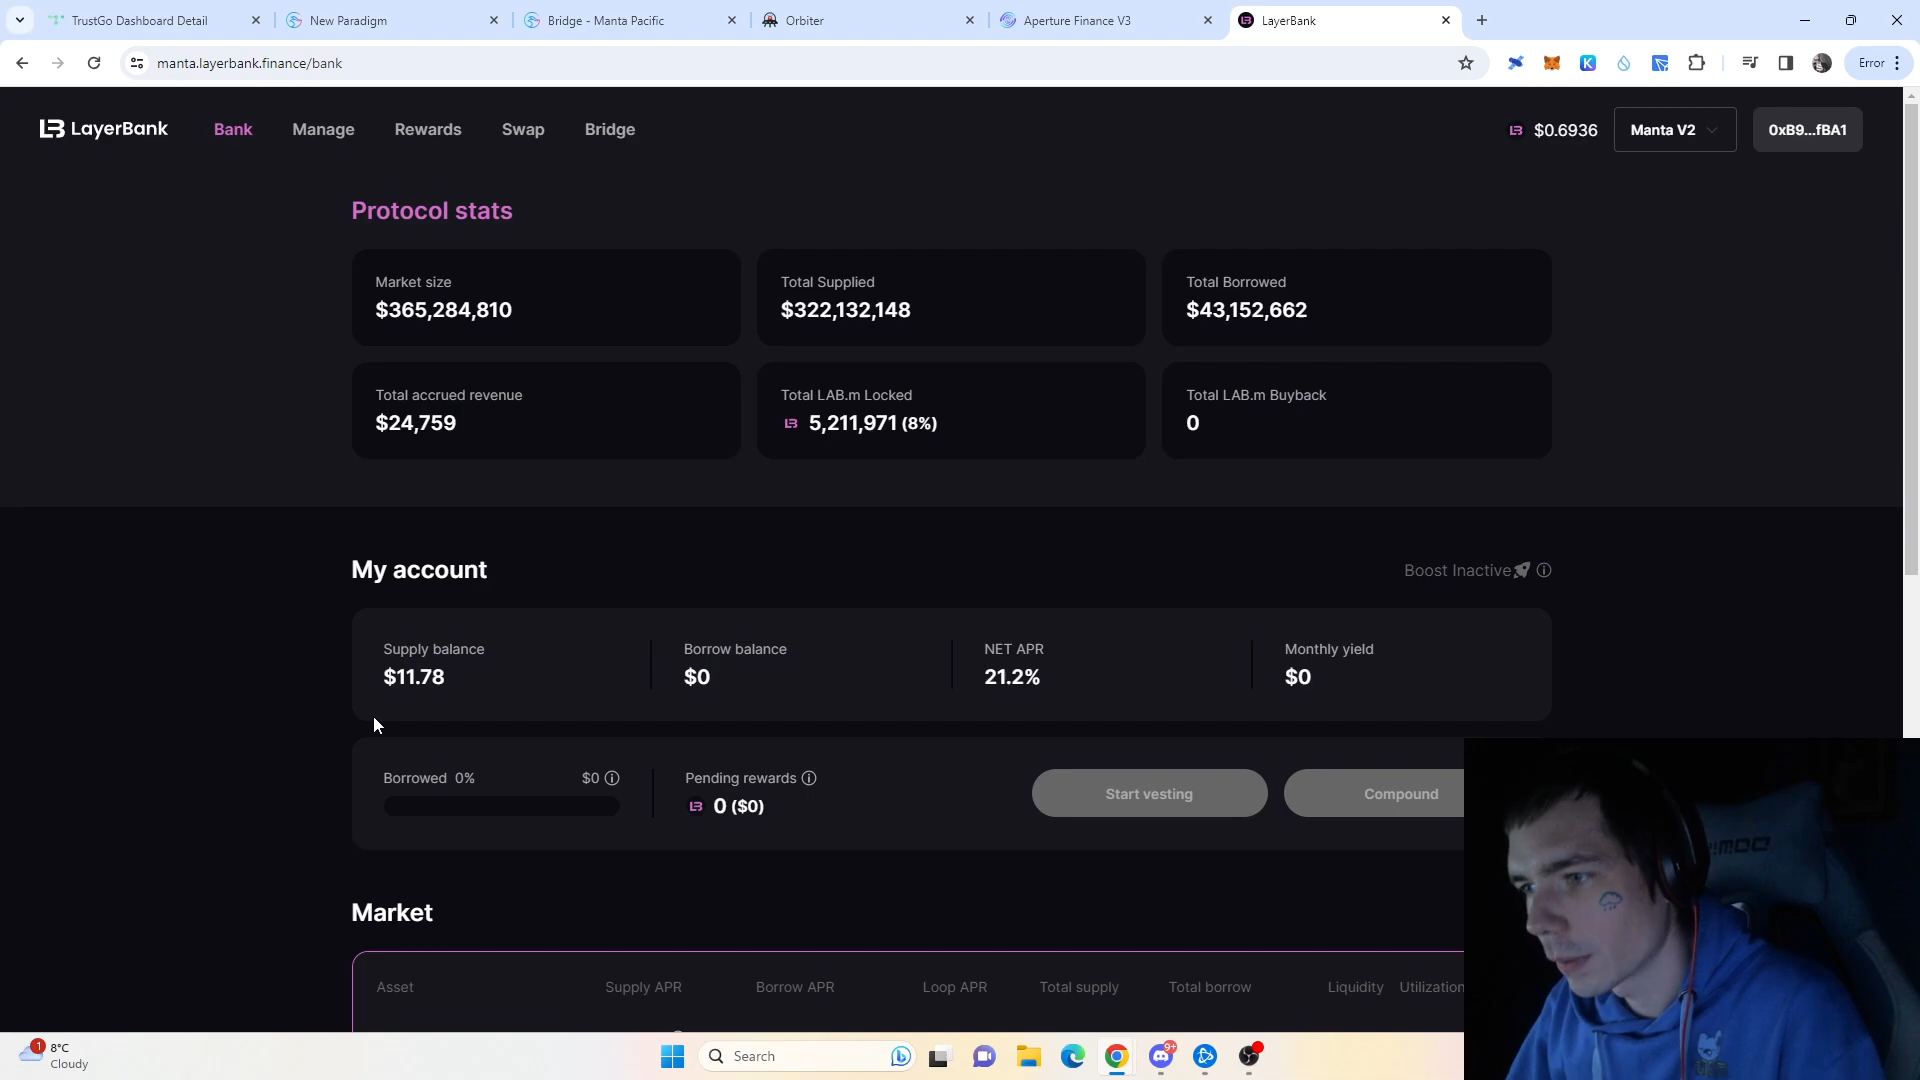 TrustGo Dashboard Detail
New Paradigm
Bridge - Manta Pacific
Orbiter
Aperture Finance V3
LayerBank
manta.layerbank.finance/bank
Error
LayerBank
Bank
Manage
Rewards
Swap
Bridge
$0.6936
Manta V2
0xB9...fBA1
Protocol stats
Market size
$365,284,810
Total Supplied
$322,132,148
Total Borrowed
$43,152,662
Total accrued revenue
$24,759
Total LAB.m Locked
5,211,971 (8%)
Total LAB.m Buyback
0
My account
Boost Inactive
Supply balance
$11.78
Borrow balance
$0
NET APR
21.2%
Monthly yield
$0
Borrowed 0%
$0
Pending rewards
0 ($0)
Start vesting
Compound
Market
Asset
Supply APR
Borrow APR
Loop APR
Total supply
Total borrow
Liquidity
Utilization
1
8°C
Cloudy
Search
9+